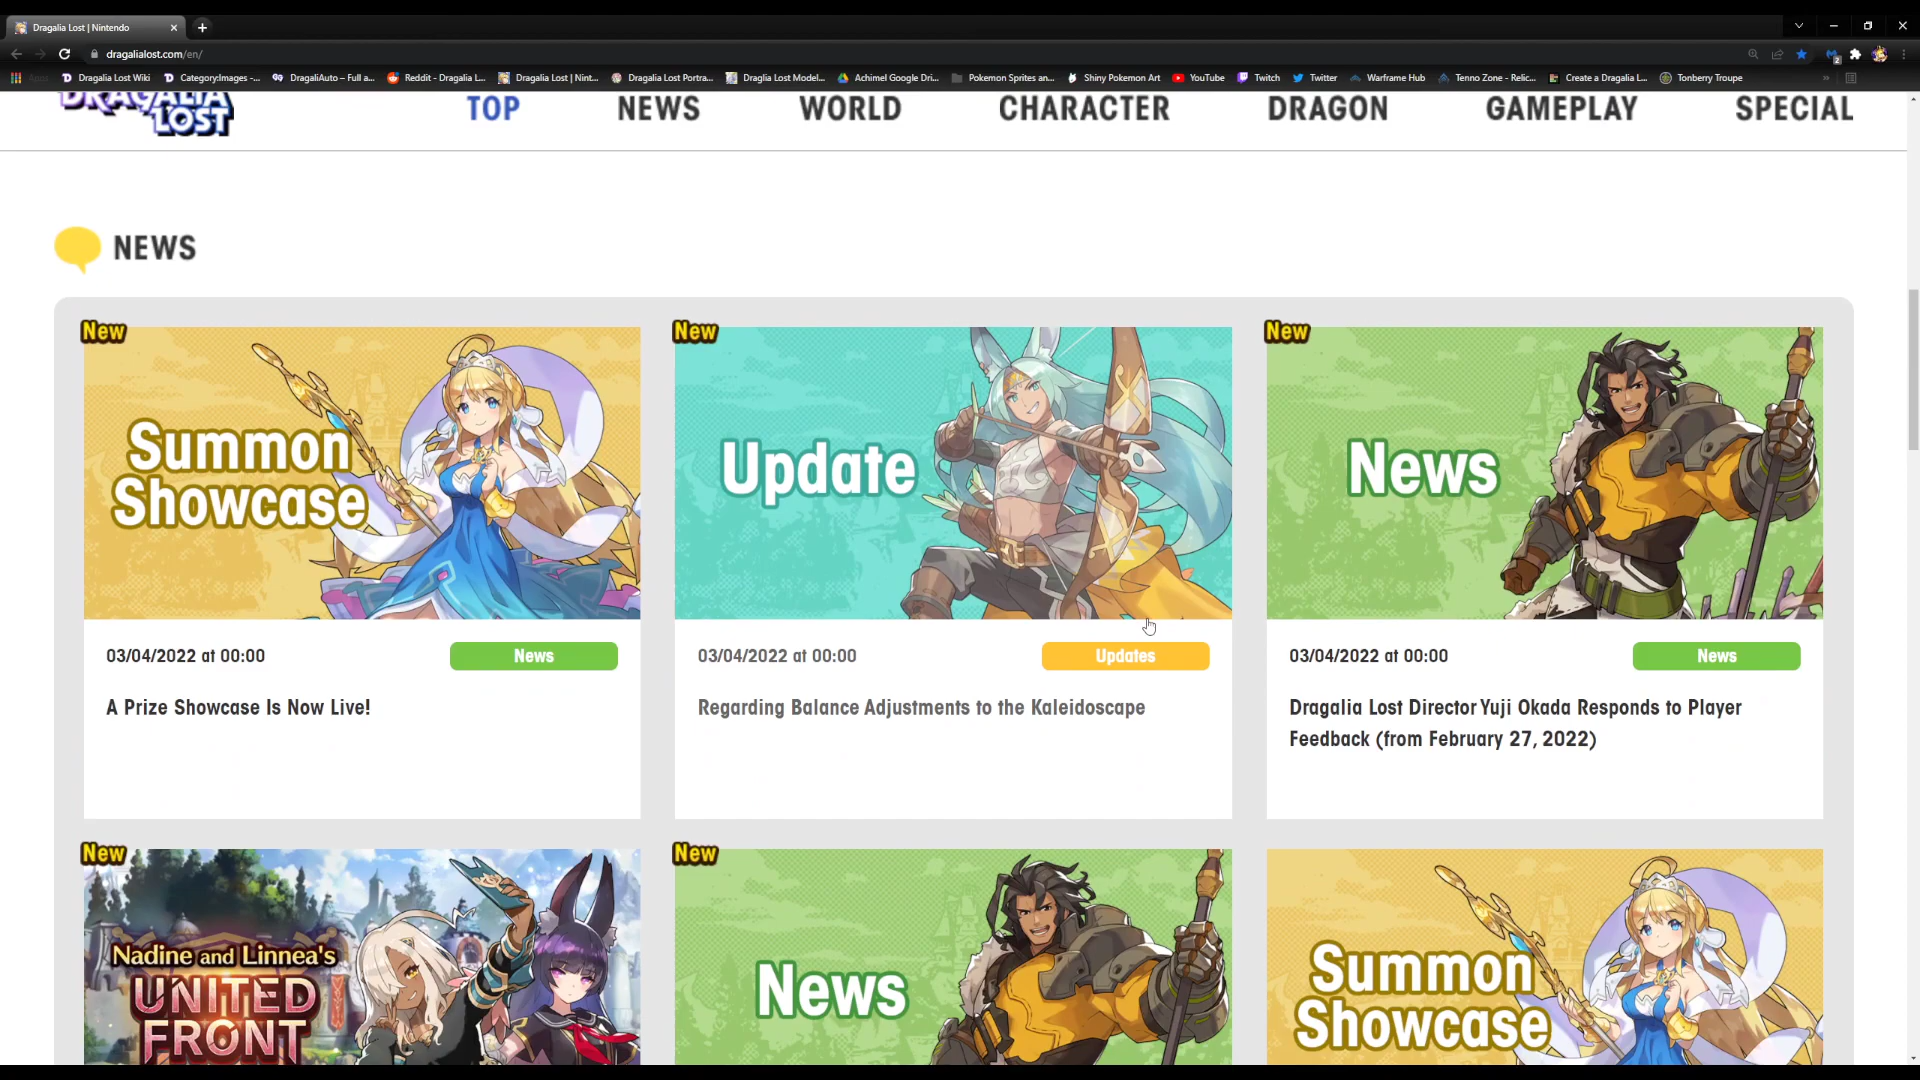 Dragalia Lost | Nintendo
dragalialost.com/en/
Apps Dragalia Lost Wiki Category:Images -... DragaliAuto – Full a... Reddit - Dragalia L... Dragalia Lost | Nint... Dragalia Lost Portra... Draglia Lost Model... Achimel Google Dri... Pokemon Sprites an... Shiny Pokemon Art YouTube Twitch Twitter Warframe Hub Tenno Zone - Relic... Create a Dragalia L... Tonberry Troupe
DRAGALIA
LOST
TOP NEWS WORLD CHARACTER DRAGON GAMEPLAY SPECIAL
NEWS
New
Summon
Showcase
03/04/2022 at 00:00 News
A Prize Showcase Is Now Live!
New
Update
03/04/2022 at 00:00 Updates
Regarding Balance Adjustments to the Kaleidoscape
New
News
03/04/2022 at 00:00 News
Dragalia Lost Director Yuji Okada Responds to Player
Feedback (from February 27, 2022)
New
Nadine and Linnea's
UNITED
FRONT
New
News
Summon
Showcase